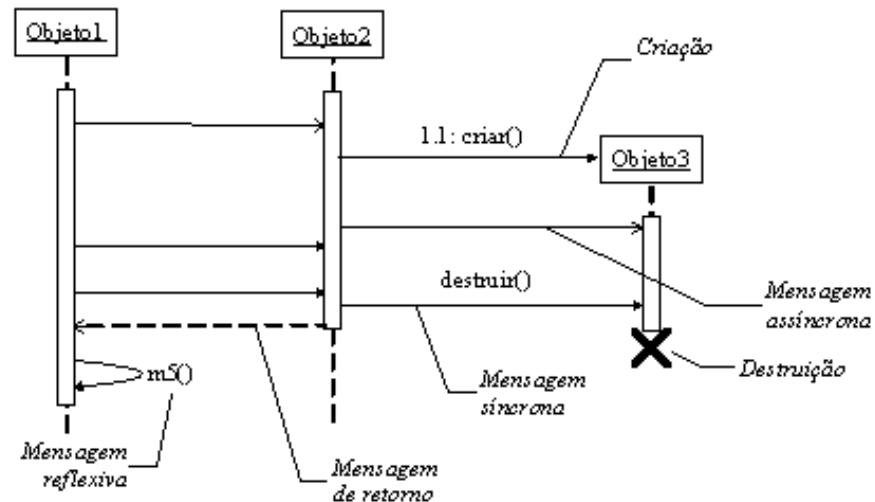 Objeto1
Objeto2
Criação
1.1: criar()
Objeto3
destruir()
Mensagem
assíncrona
m5()
Mensagem
síncrona
Destruição
Mensagem
reflexiva
Mensagem
de retorno